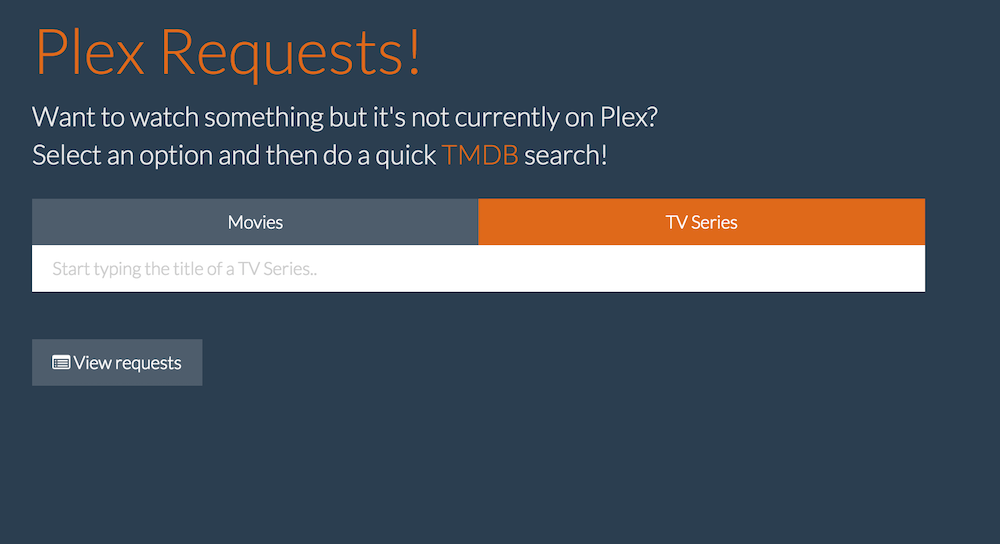 Plex Requests!
Want to watch something but it's not currently on Plex?
Select an option and then do a quick TMDB search!
Movies
TV Series
Start typing the title of a TV Series..
View requests